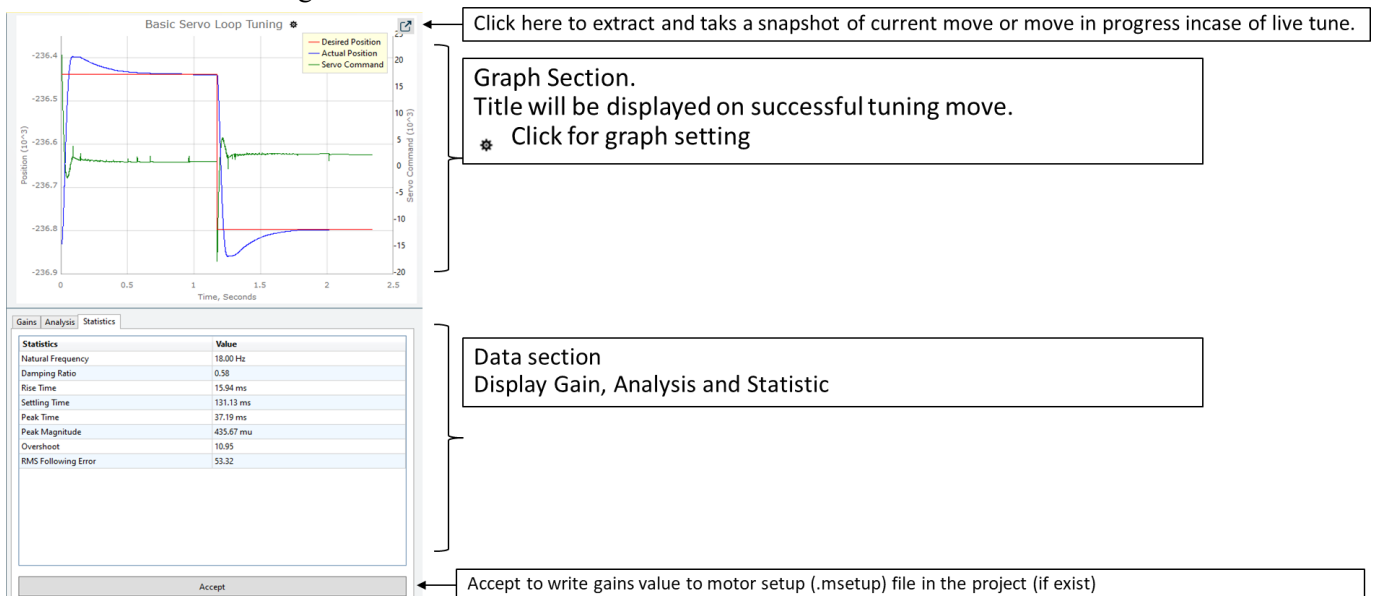 Basic Servo Loop Tuning
Click here to extract and taks a snapshot of current move or move in progress incase of live tune.
Desired Position
Actual Position
Servo Command
-236.4
-236.5
-236.6
-236.7
-236.8
-236.9
Position (10^3)
25
20
15
10
5
0
-5
-10
-15
-20
Servo Command (10^3)
0 0.5 1 1.5 2 2.5
Time, Seconds
Graph Section.
Title will be displayed on successful tuning move.
Click for graph setting
Gains Analysis Statistics
Statistics Value
Natural Frequency 18.00 Hz
Damping Ratio 0.58
Rise Time 15.94 ms
Settling Time 131.13 ms
Peak Time 37.19 ms
Peak Magnitude 435.67 mu
Overshoot 10.95
RMS Following Error 53.32
Data section
Display Gain, Analysis and Statistic
Accept
Accept to write gains value to motor setup (.msetup) file in the project (if exist)